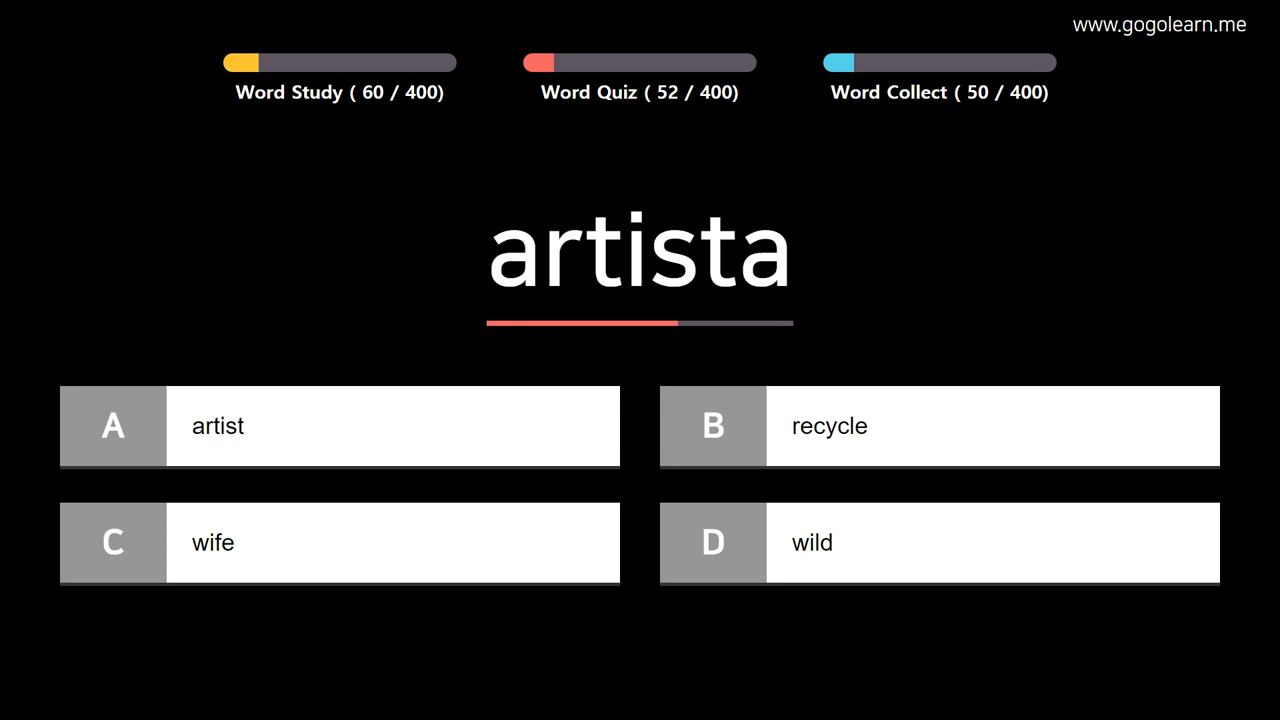 www.gogolearn.me
Word Study ( 60 / 400)
Word Quiz ( 52 / 400)
Word Collect ( 50 / 400)
artista
A artist
B recycle
C wife
D wild